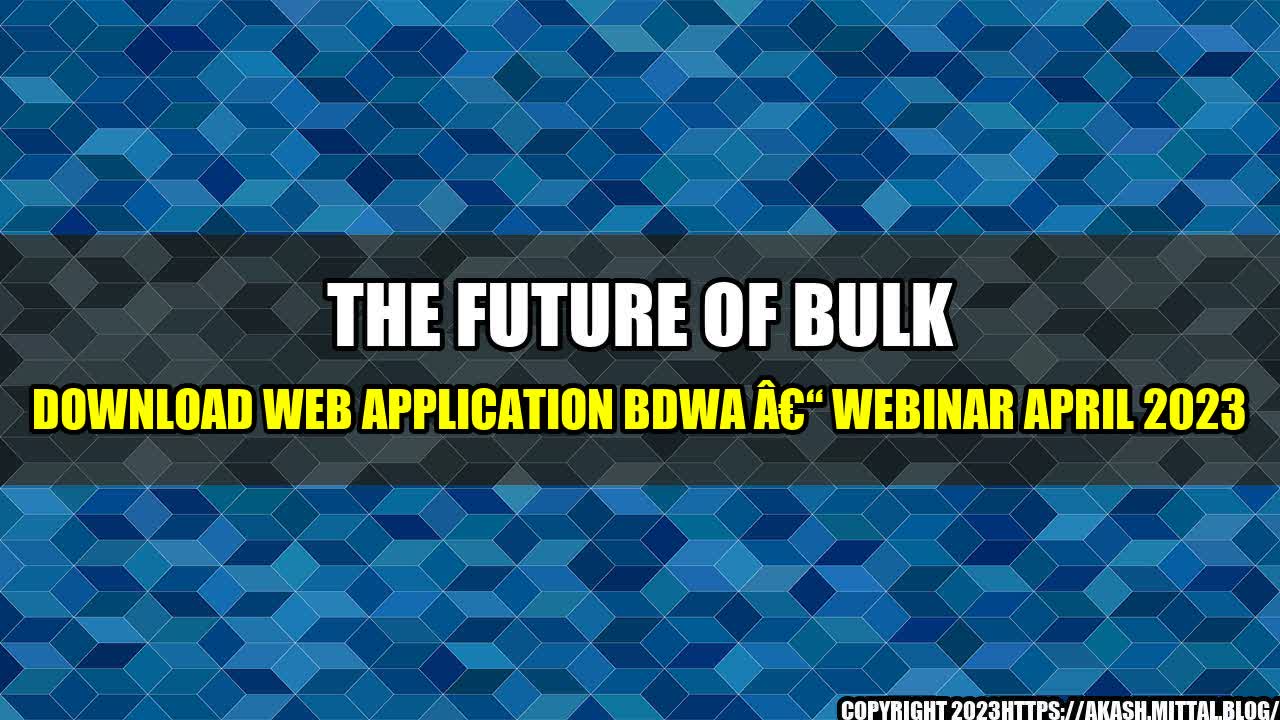 THE FUTURE OF BULK
DOWNLOAD WEB APPLICATION BDWA Â€“ WEBINAR APRIL 2023
COPYRIGHT 2023HTTPS://AKASH.MITTAL.BLOG/